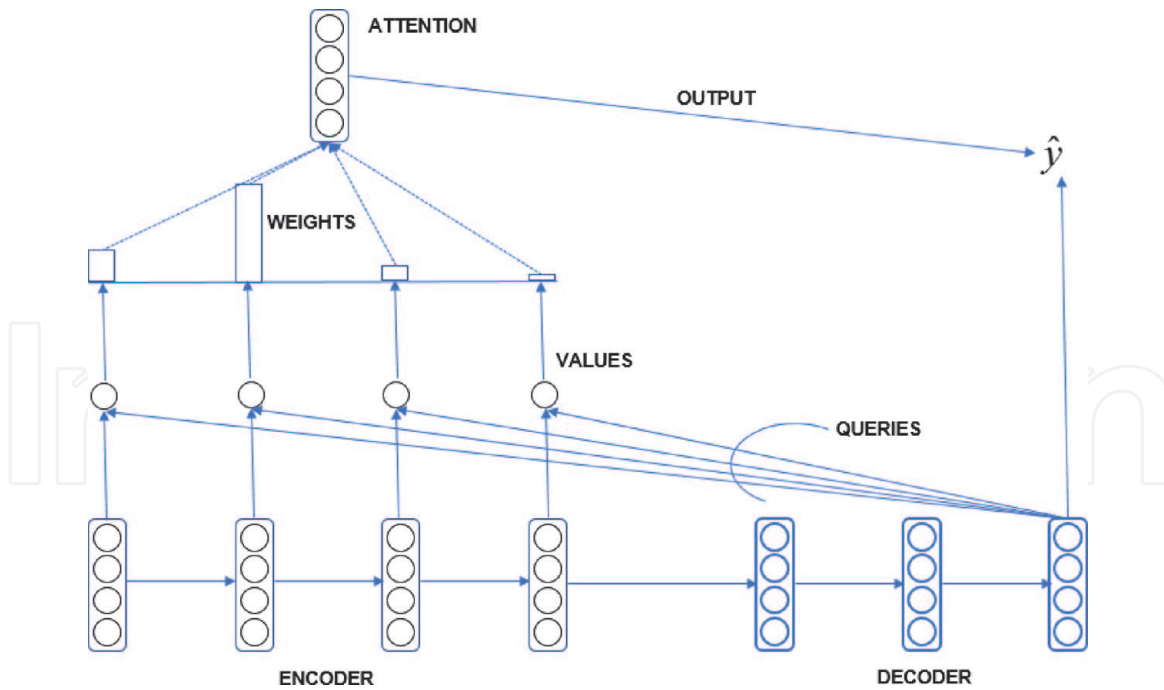 ATTENTION
OUTPUT
ŷ
WEIGHTS
VALUES
QUERIES
ENCODER
DECODER